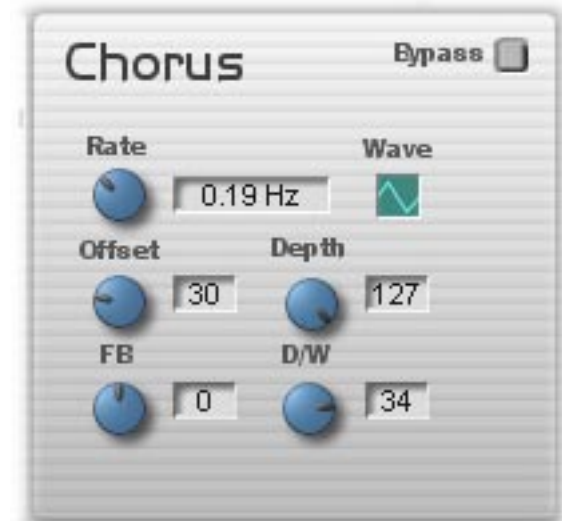 Chorus Bypass
Rate Wave
0.19 Hz
Offset Depth
30 127
FB D/W
0 34